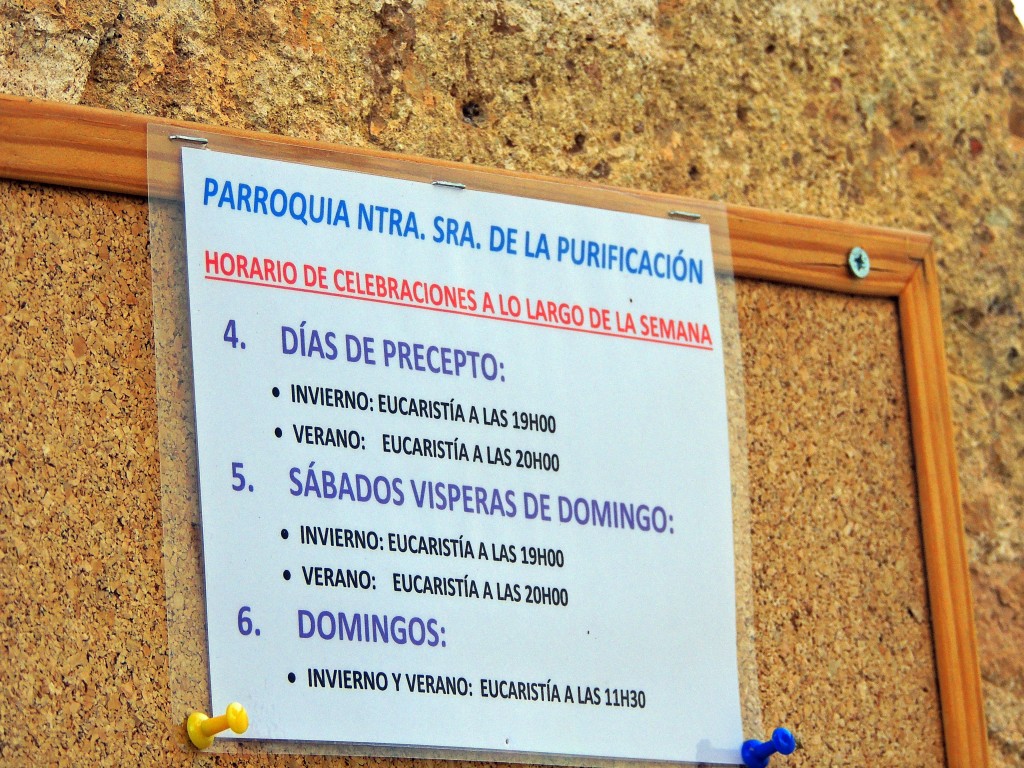 PARROQUIA NTRA. SRA. DE LA PURIFICACIÓN
HORARIO DE CELEBRACIONES A LO LARGO DE LA SEMANA
4. DÍAS DE PRECEPTO:
• INVIERNO: EUCARISTÍA A LAS 19H00
• VERANO: EUCARISTÍA A LAS 20H00
5. SÁBADOS VISPERAS DE DOMINGO:
• INVIERNO: EUCARISTÍA A LAS 19H00
• VERANO: EUCARISTÍA A LAS 20H00
6. DOMINGOS:
• INVIERNO Y VERANO: EUCARISTÍA A LAS 11H30